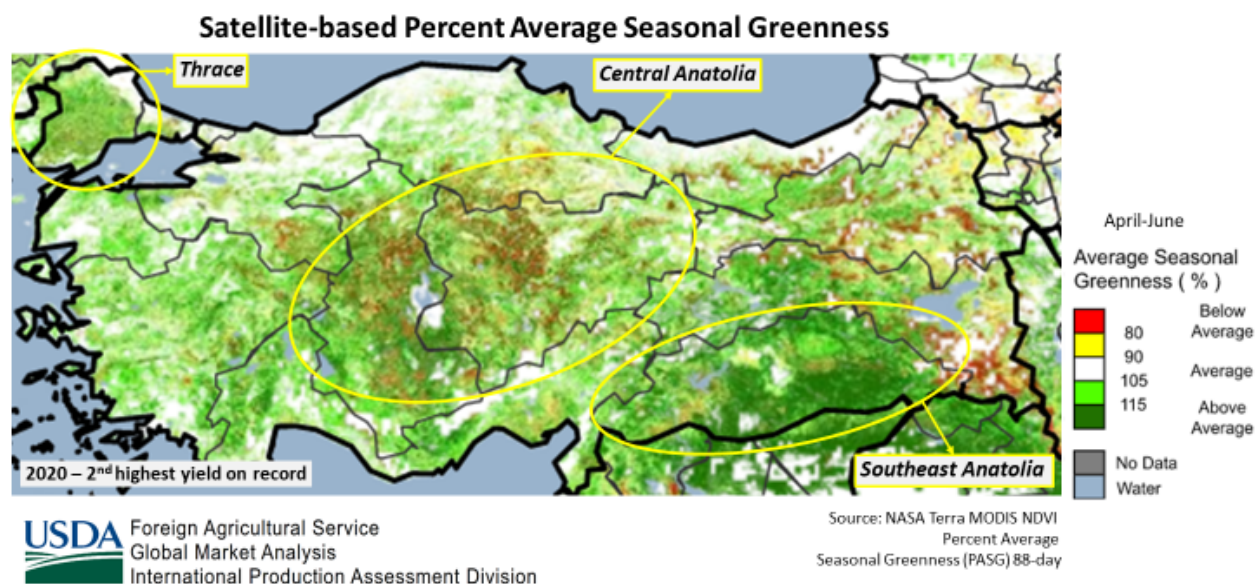 Satellite-based Percent Average Seasonal Greenness
Thrace
Central Anatolia
Southeast Anatolia
2020 – 2nd highest yield on record
April-June
Average Seasonal
Greenness ( % )
Below
Average
80
90
Average
105
115
Above
Average
No Data
Water
USDA
Foreign Agricultural Service
Global Market Analysis
International Production Assessment Division
Source: NASA Terra MODIS NDVI
Percent Average
Seasonal Greenness (PASG) 88-day